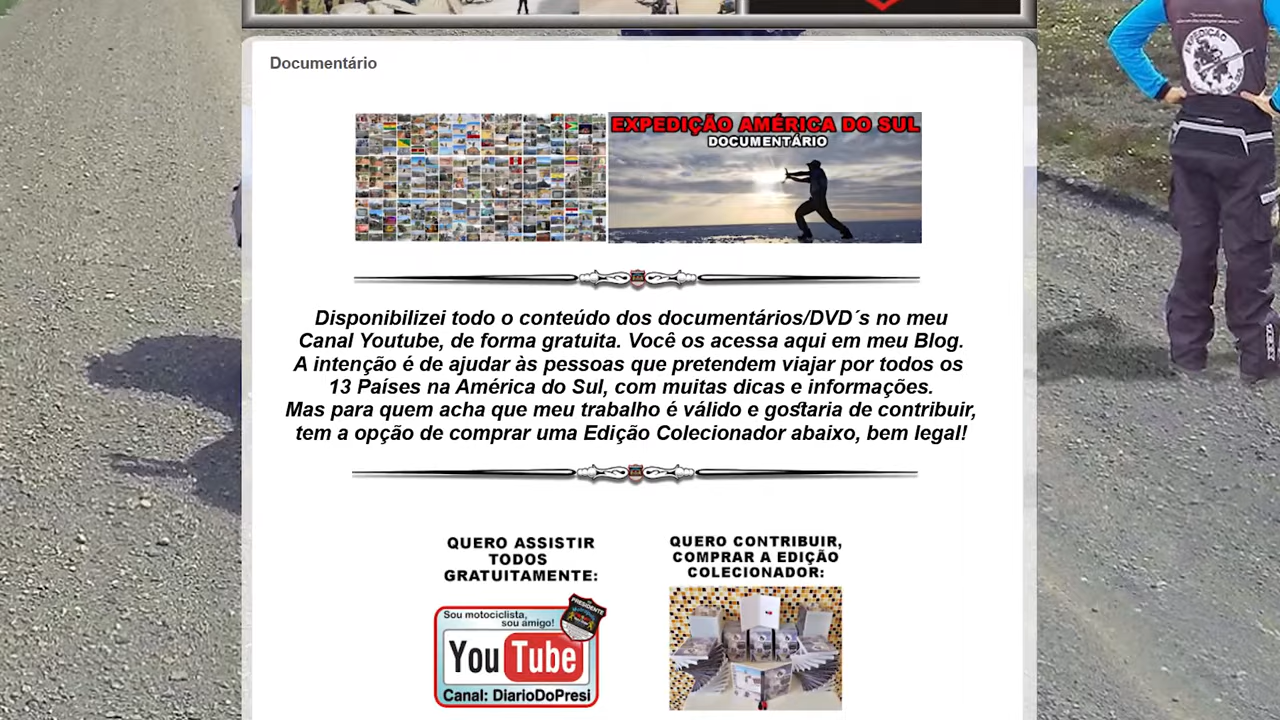 EXPEDIÇÃO
Documentário
EXPEDIÇÃO AMÉRICA DO SUL
DOCUMENTÁRIO
Disponibilizei todo o conteúdo dos documentários/DVD´s no meu
Canal Youtube, de forma gratuita. Você os acessa aqui em meu Blog.
A intenção é de ajudar às pessoas que pretendem viajar por todos os
13 Países na América do Sul, com muitas dicas e informações.
Mas para quem acha que meu trabalho é válido e gostaria de contribuir,
tem a opção de comprar uma Edição Colecionador abaixo, bem legal!
QUERO ASSISTIR
TODOS
GRATUITAMENTE:
PRESIDENTE
Sou motociclista,
sou amigo!
YouTube
Canal: DiarioDoPresi
QUERO CONTRIBUIR,
COMPRAR A EDIÇÃO
COLECIONADOR: